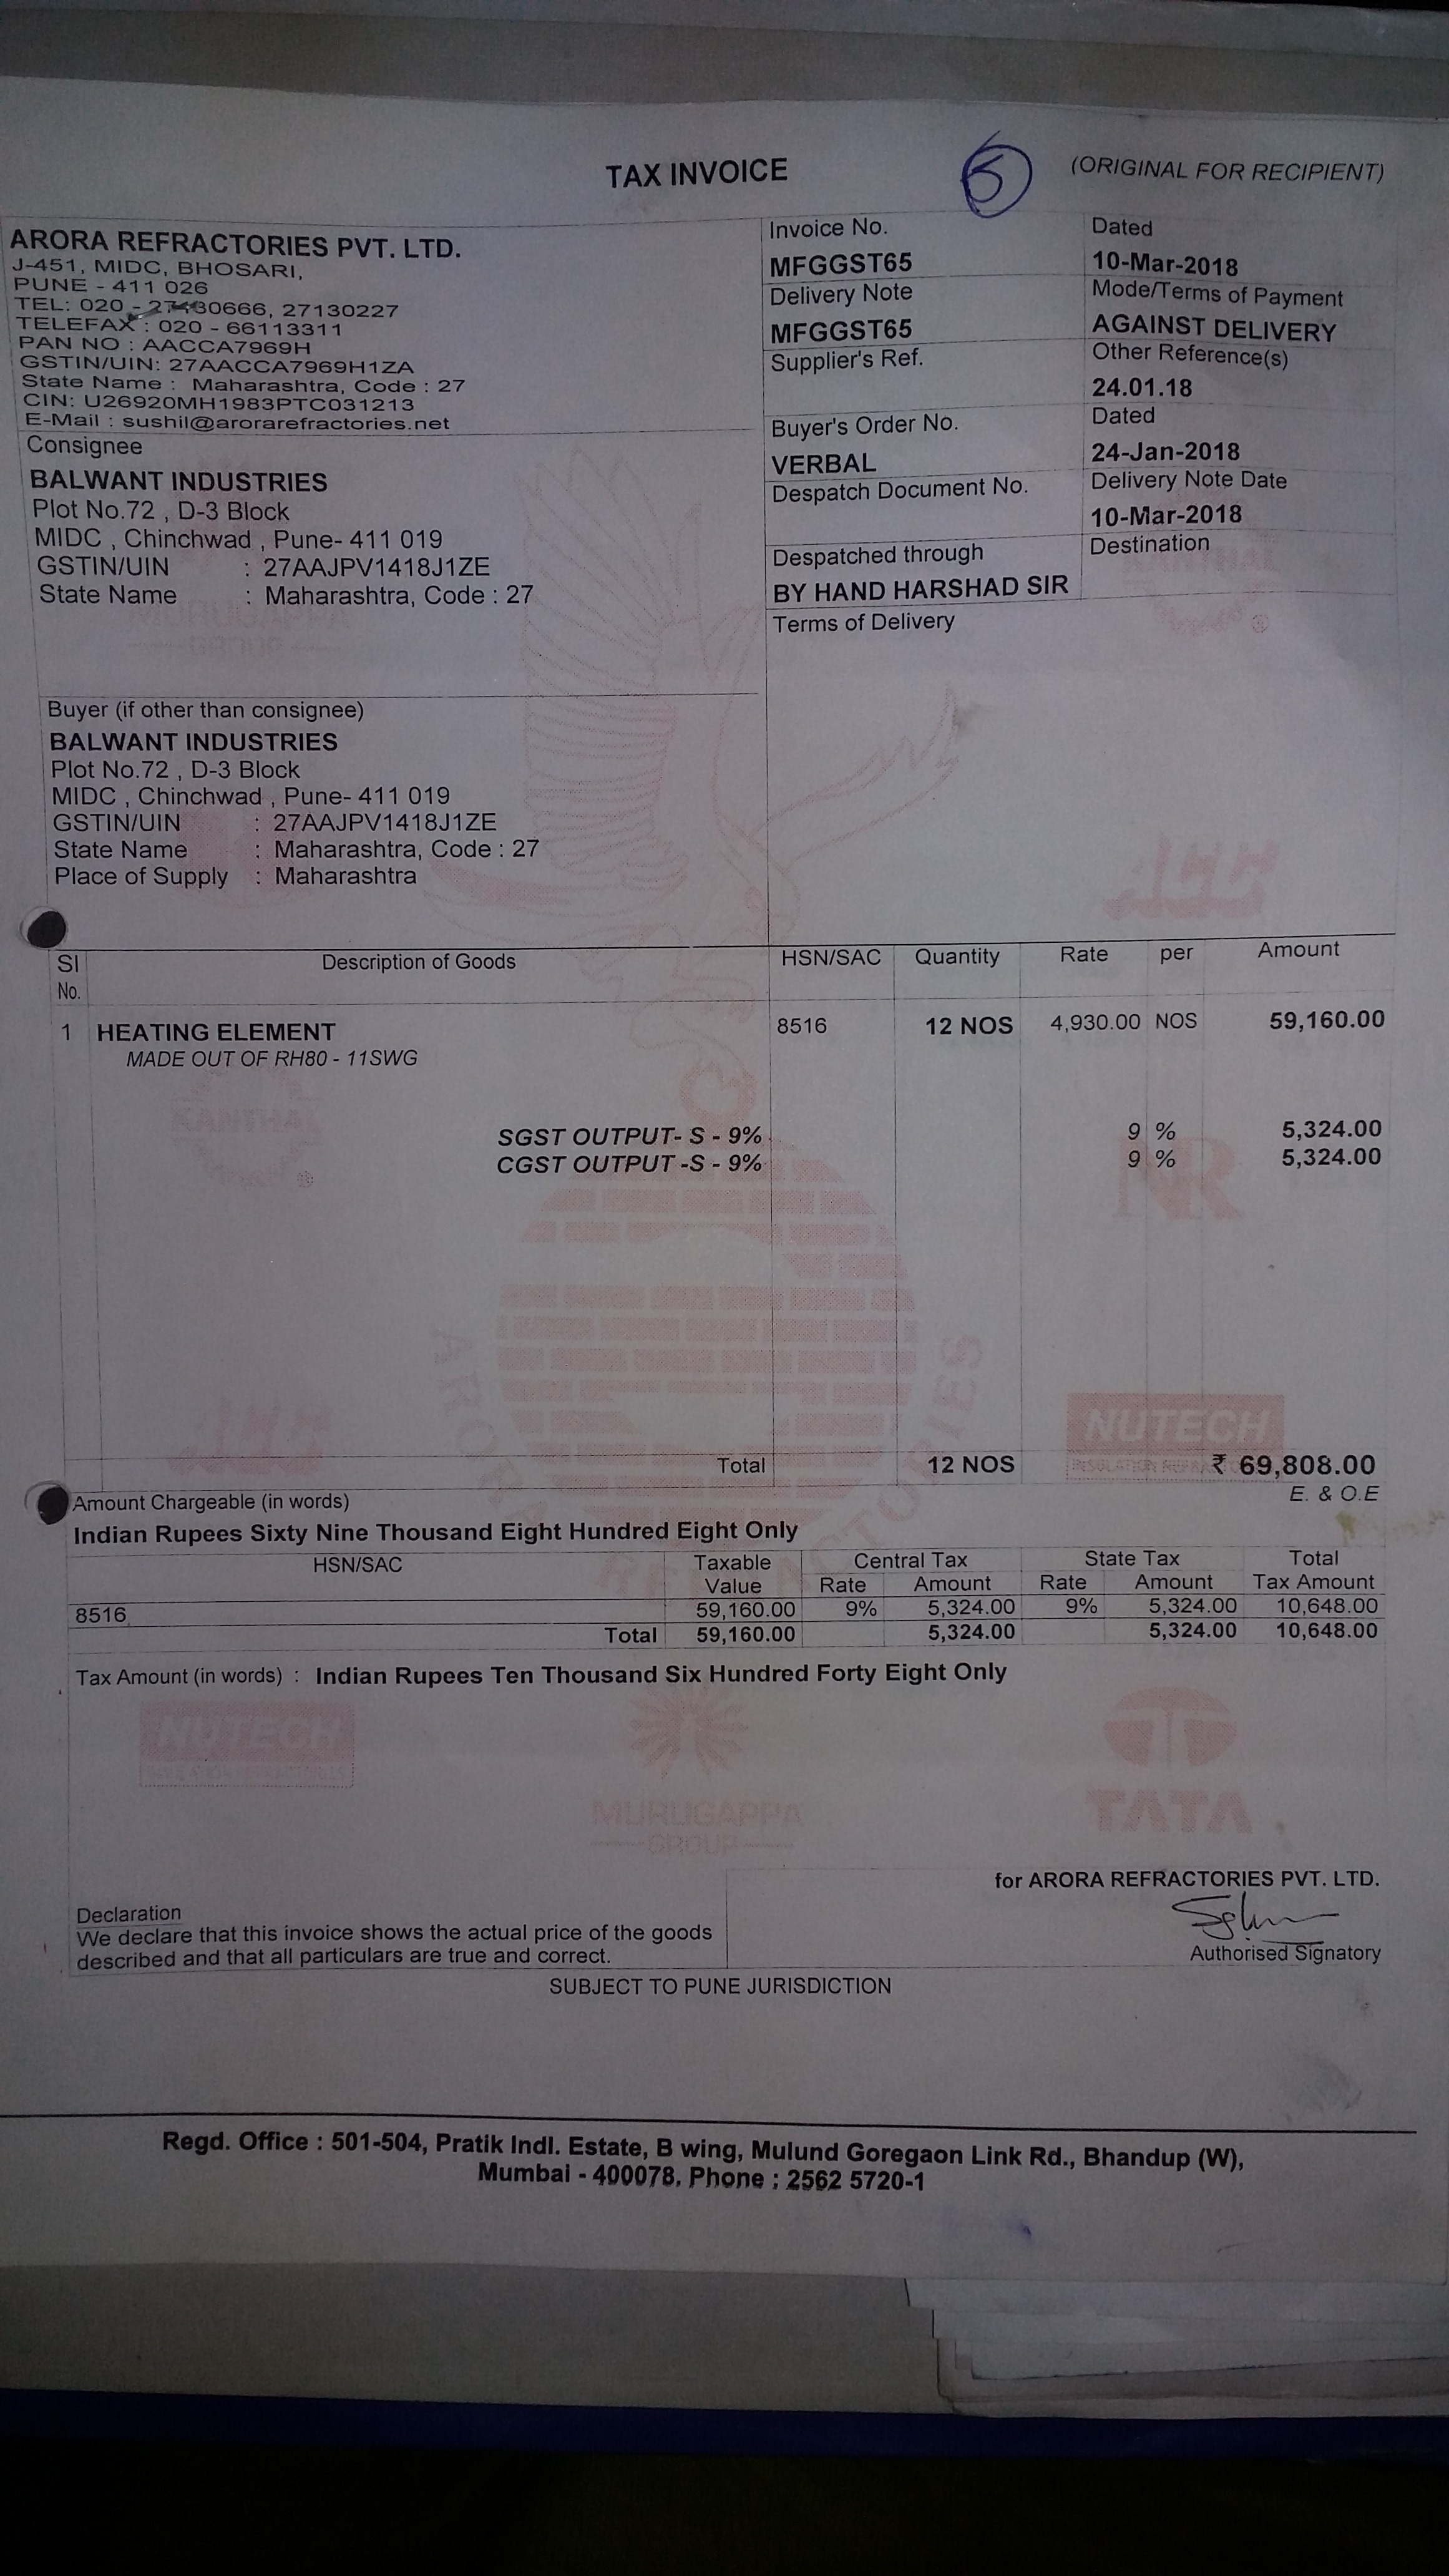 TAX INVOICE
5
(ORIGINAL FOR RECIPIENT)
ARORA REFRACTORIES PVT. LTD.
J-451, MIDC, BHOSARI,
PUNE - 411 026
TEL: 020 - 0666, 27130227
TELEFAX : 020 - 66113311
PAN NO : AACCA7969H
GSTIN/UIN: 27AACCA7969H1ZA
State Name : Maharashtra, Code : 27
CIN: U26920MH1983PTC031213
E-Mail : sushil@arorarefractories.net
Invoice No.
MFGGST65
Dated
10-Mar-2018
Delivery Note
MFGGST65
Mode/Terms of Payment
AGAINST DELIVERY
Supplier's Ref.
Other Reference(s)
24.01.18
Buyer's Order No.
VERBAL
Dated
24-Jan-2018
Despatch Document No.
Delivery Note Date
10-Mar-2018
Despatched through
BY HAND HARSHAD SIR
Destination
Terms of Delivery
Consignee
BALWANT INDUSTRIES
Plot No.72 , D-3 Block
MIDC , Chinchwad , Pune- 411 019
GSTIN/UIN : 27AAJPV1418J1ZE
State Name : Maharashtra, Code : 27
Buyer (if other than consignee)
BALWANT INDUSTRIES
Plot No.72 , D-3 Block
MIDC , Chinchwad , Pune- 411 019
GSTIN/UIN : 27AAJPV1418J1ZE
State Name : Maharashtra, Code : 27
Place of Supply : Maharashtra
ACC
SI No. Description of Goods HSN/SAC Quantity Rate per Amount
1 HEATING ELEMENT 8516 12 NOS 4,930.00 NOS 59,160.00
MADE OUT OF RH80 - 11SWG
KANTHAL
SGST OUTPUT- S - 9% 9 % 5,324.00
CGST OUTPUT -S - 9% 9 % 5,324.00
NR
ARORA REFRACTORIES
NUTECH
Total 12 NOS ₹ 69,808.00
E. & O.E
Amount Chargeable (in words)
Indian Rupees Sixty Nine Thousand Eight Hundred Eight Only
HSN/SAC Taxable Value Central Tax State Tax Total Tax Amount
Rate Amount Rate Amount
8516 59,160.00 9% 5,324.00 9% 5,324.00 10,648.00
Total 59,160.00 5,324.00 5,324.00 10,648.00
Tax Amount (in words) : Indian Rupees Ten Thousand Six Hundred Forty Eight Only
NUTECH
MURUGAPPA
GROUP
TATA
for ARORA REFRACTORIES PVT. LTD.
Authorised Signatory
Declaration
We declare that this invoice shows the actual price of the goods
described and that all particulars are true and correct.
SUBJECT TO PUNE JURISDICTION
Regd. Office : 501-504, Pratik Indl. Estate, B wing, Mulund Goregaon Link Rd., Bhandup (W),
Mumbai - 400078. Phone : 2562 5720-1